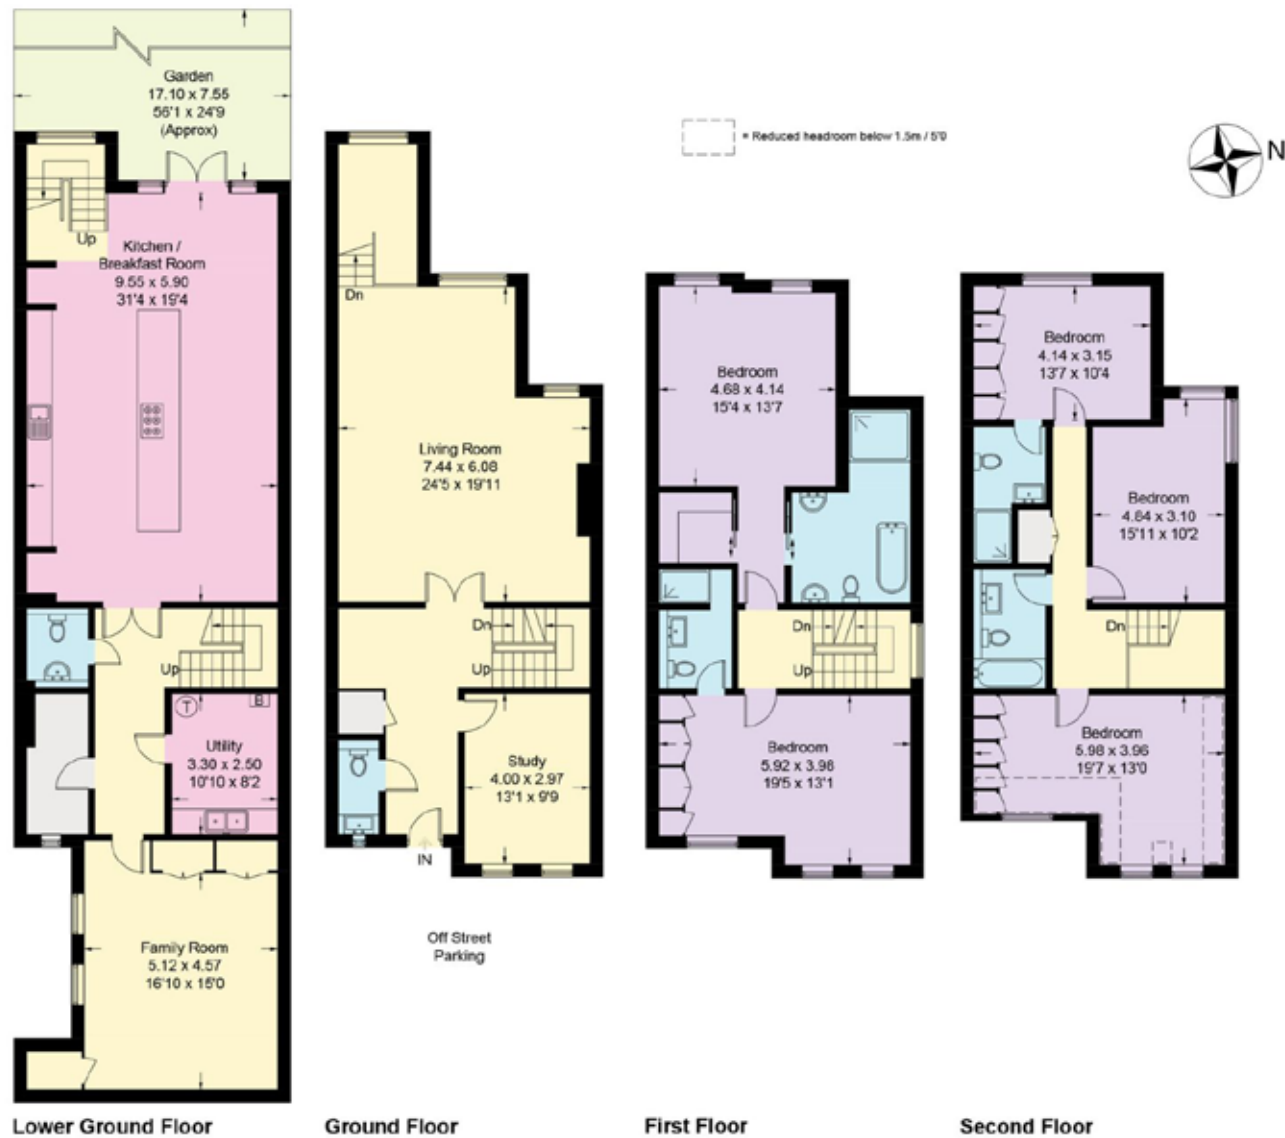 Garden
17.10 x 7.55
56'1 x 24'9
(Approx)
= Reduced headroom below 1.5m / 5'0
N
Up
Kitchen /
Breakfast Room
9.55 x 5.90
31'4 x 19'4
Up
T
B
Utility
3.30 x 2.50
10'10 x 8'2
Family Room
5.12 x 4.57
16'10 x 15'0
Lower Ground Floor
Dn
Living Room
7.44 x 6.08
24'5 x 19'11
Dn
Up
Study
4.00 x 2.97
13'1 x 9'9
IN
Off Street
Parking
Ground Floor
Bedroom
4.68 x 4.14
15'4 x 13'7
Dn
Up
Bedroom
5.92 x 3.98
19'5 x 13'1
First Floor
Bedroom
4.14 x 3.15
13'7 x 10'4
Bedroom
4.84 x 3.10
15'11 x 10'2
Dn
Bedroom
5.98 x 3.96
19'7 x 13'0
Second Floor